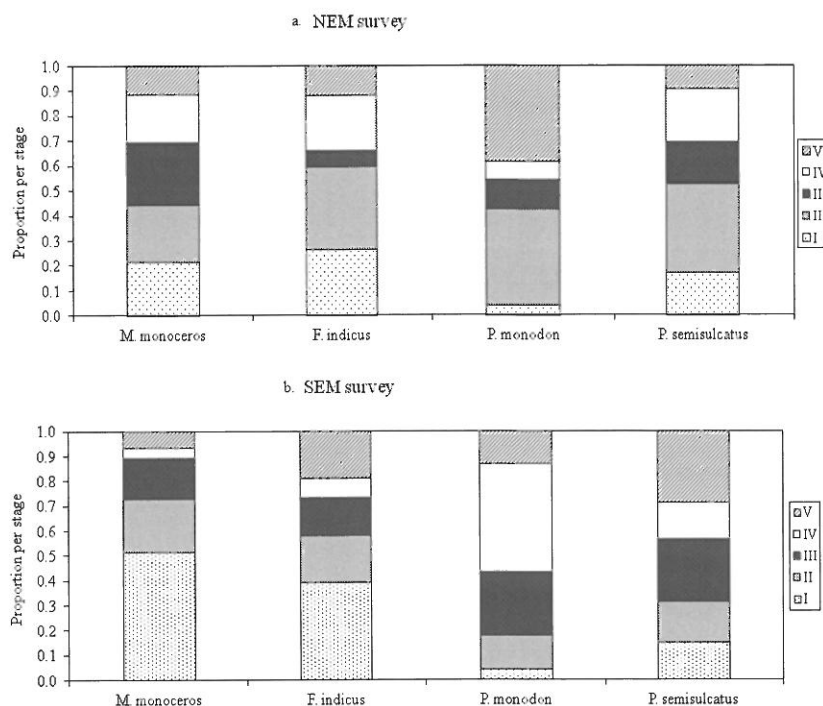 a. NEM survey
Proportion per stage
1.0
0.9
0.8
0.7
0.6
0.5
0.4
0.3
0.2
0.1
0.0
M. monoceros F. indicus P. monodon P. semisulcatus
V
IV
III
II
I
b. SEM survey
Proportion per stage
1.0
0.9
0.8
0.7
0.6
0.5
0.4
0.3
0.2
0.1
0.0
M. monoceros F. indicus P. monodon P. semisulcatus
V
IV
III
II
I